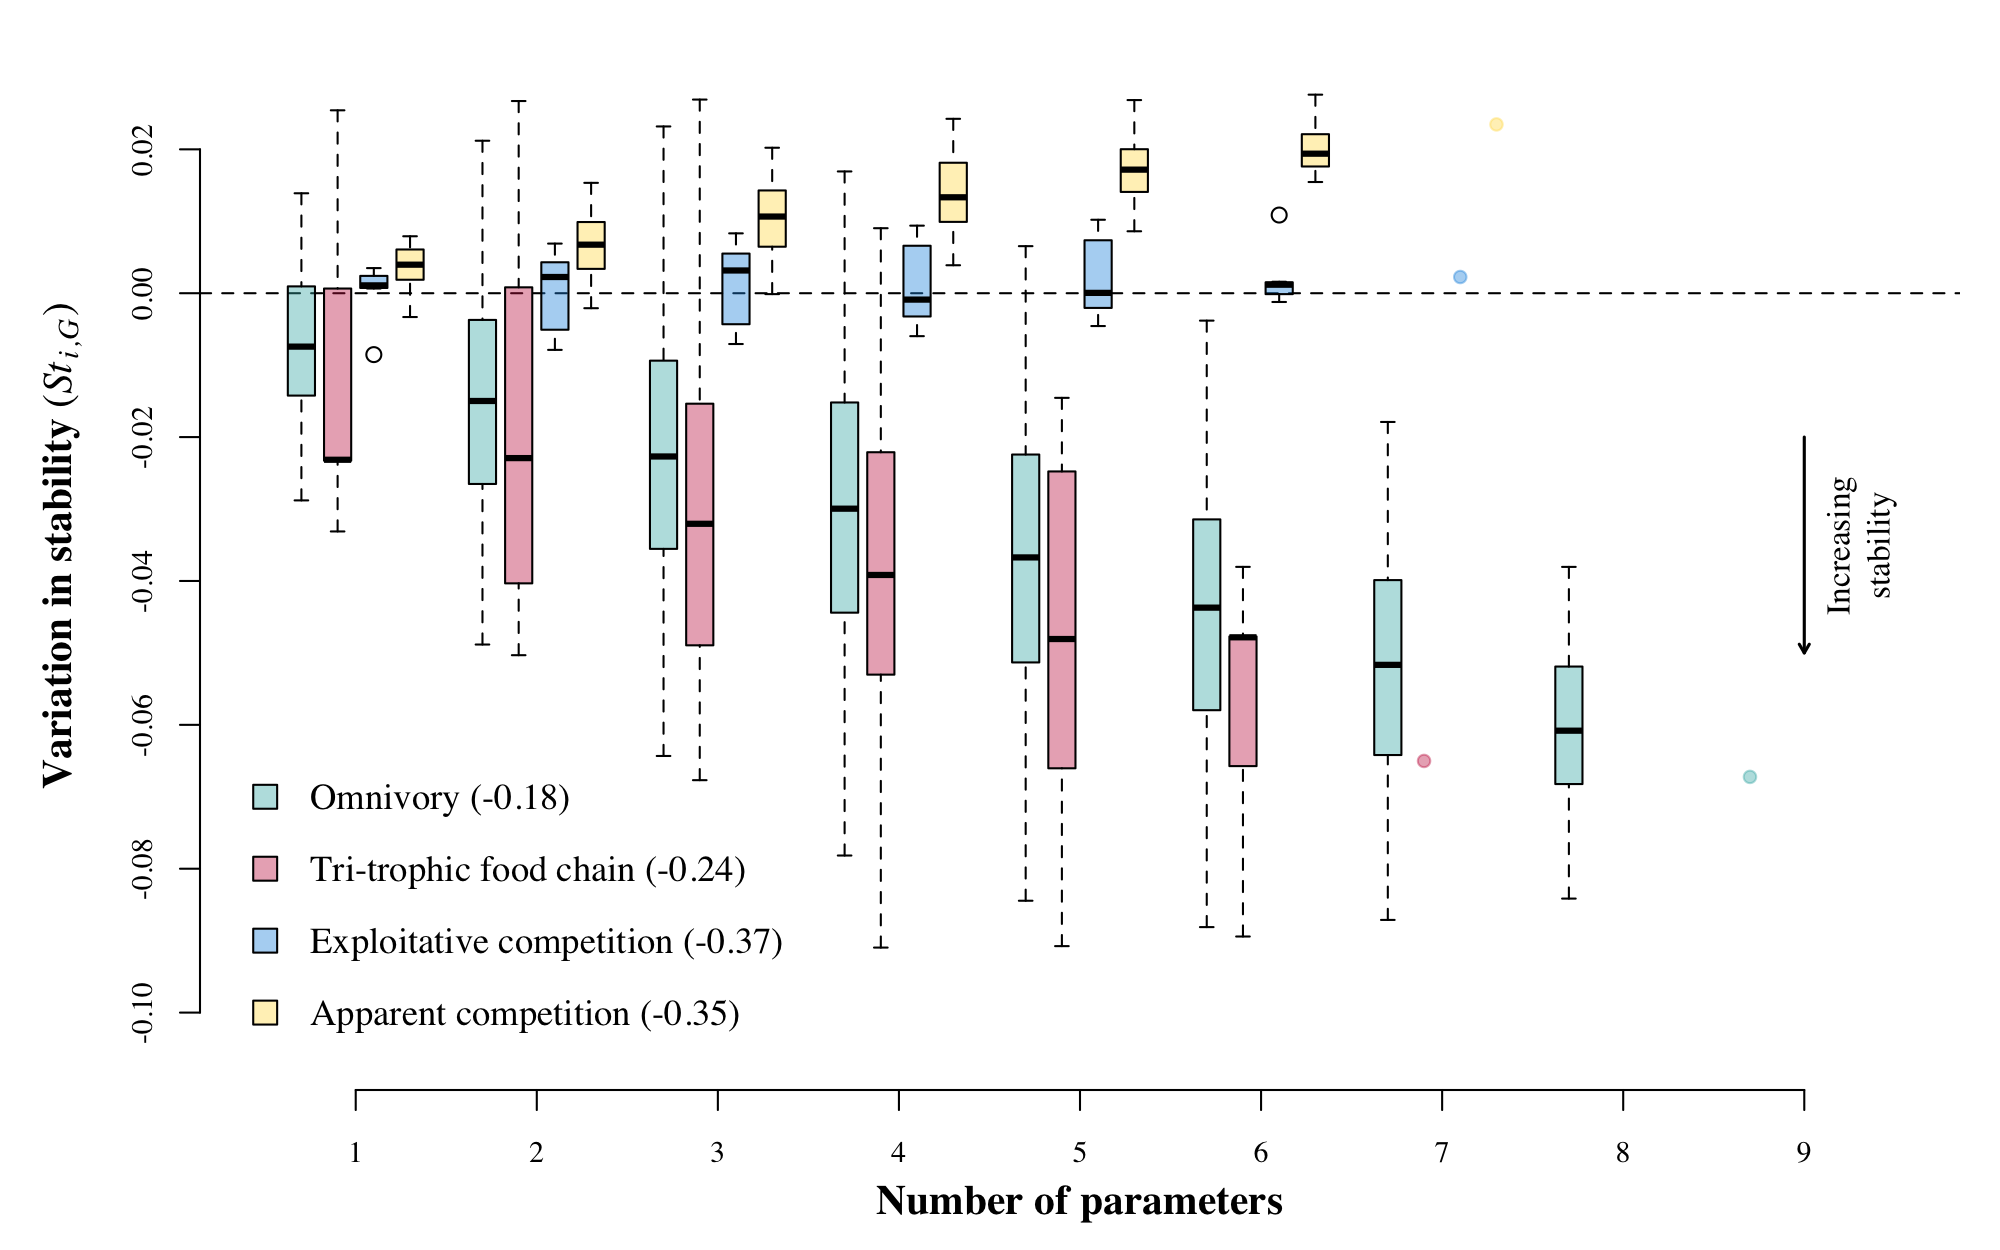 Variation in stability (St i,G)
0.02
0.00
-0.02
-0.04
-0.06
-0.08
-0.10
Increasing
stability
Omnivory (-0.18)
Tri-trophic food chain (-0.24)
Exploitative competition (-0.37)
Apparent competition (-0.35)
1 2 3 4 5 6 7 8 9
Number of parameters